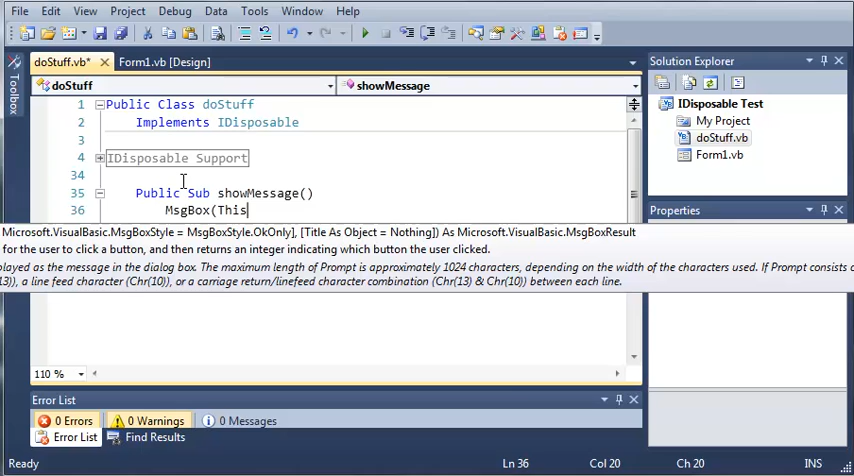 File Edit View Project Debug Data Tools Window Help
doStuff.vb* Form1.vb [Design]
Solution Explorer
doStuff showMessage
Toolbox
1 Public Class doStuff
2 Implements IDisposable
3
4 IDisposable Support
34
35 Public Sub showMessage()
36 MsgBox(This
IDisposable Test
My Project
doStuff.vb
Form1.vb
Properties
Microsoft.VisualBasic.MsgBoxStyle = MsgBoxStyle.OkOnly], [Title As Object = Nothing]) As Microsoft.VisualBasic.MsgBoxResult
for the user to click a button, and then returns an integer indicating which button the user clicked.
played as the message in the dialog box. The maximum length of Prompt is approximately 1024 characters, depending on the width of the characters used. If Prompt consists
13)), a line feed character (Chr(10)), or a carriage return/linefeed character combination (Chr(13) & Chr(10)) between each line.
110 %
Error List
0 Errors 0 Warnings 0 Messages
Error List Find Results
Ready Ln 36 Col 20 Ch 20 INS